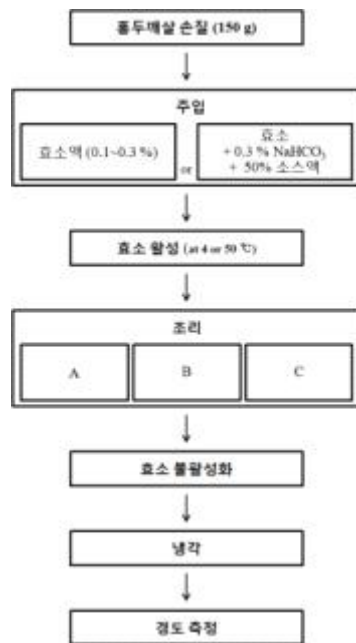 홍두깨살 손질 (150 g)
주입
효소액 (0.1~0.3 %)
or
효소
+ 0.3 % NaHCO₃
+ 50% 소스액
효소 활성 (at 4 or 50 ℃)
조리
A
B
C
효소 불활성화
냉각
경도 측정